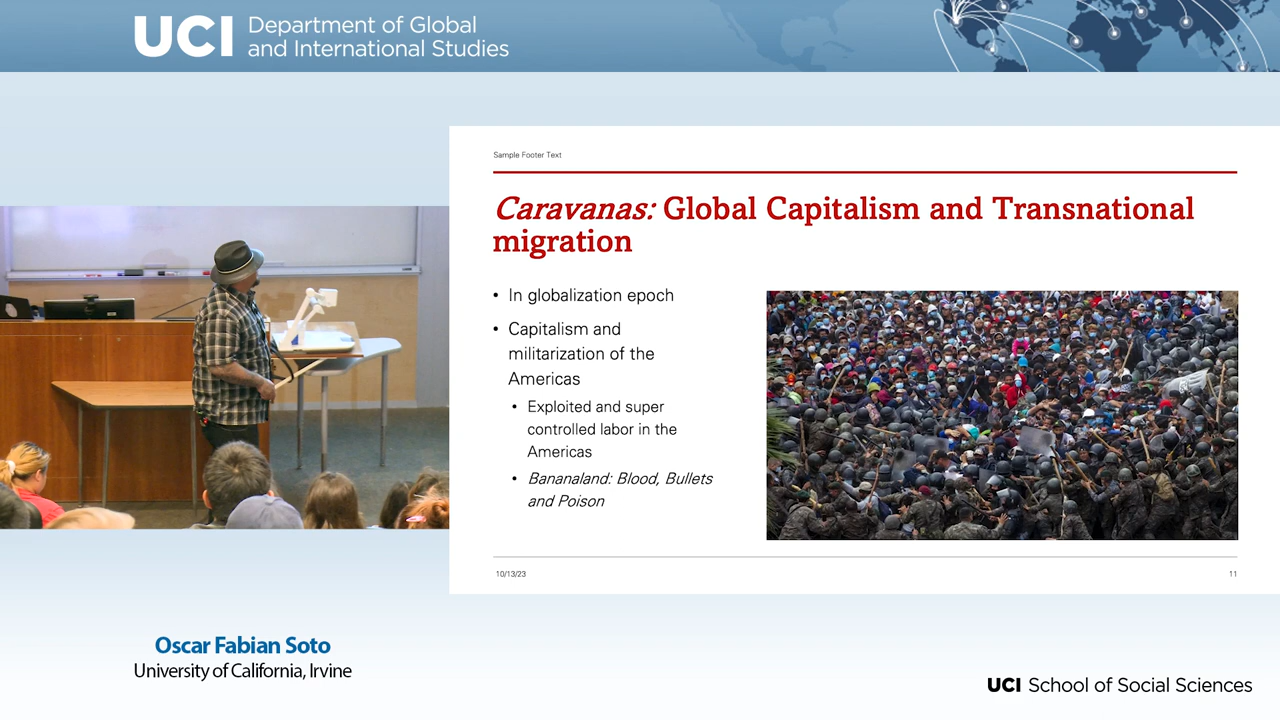 UCI Department of Global
and International Studies
Sample Footer Text
Caravanas: Global Capitalism and Transnational
migration
• In globalization epoch
• Capitalism and
militarization of the
Americas
• Exploited and super
controlled labor in the
Americas
• Bananaland: Blood, Bullets
and Poison
10/13/23
11
Oscar Fabian Soto
University of California, Irvine
UCI School of Social Sciences